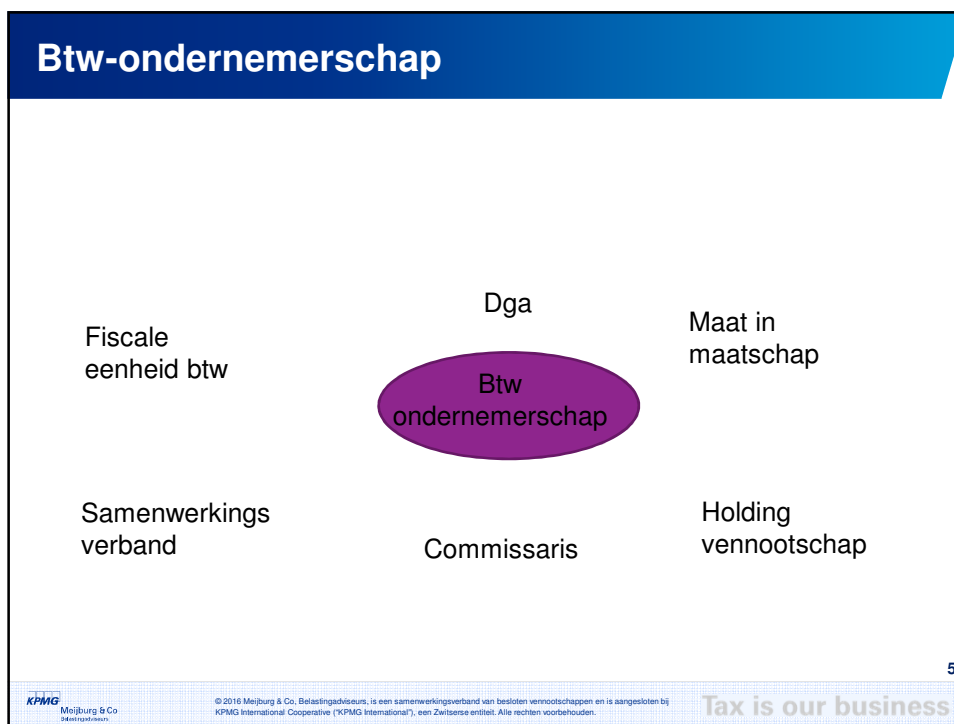 Btw-ondernemerschap
Dga
Fiscale
eenheid btw
Maat in
maatschap
Btw
ondernemerschap
Samenwerkings
verband
Commissaris
Holding
vennootschap
5
KPMG
Meijburg & Co
Belastingadviseurs
© 2016 Meijburg & Co, Belastingadviseurs, is een samenwerkingsverband van besloten vennootschappen en is aangesloten bij
KPMG International Cooperative (“KPMG International”), een Zwitserse entiteit. Alle rechten voorbehouden.
Tax is our business